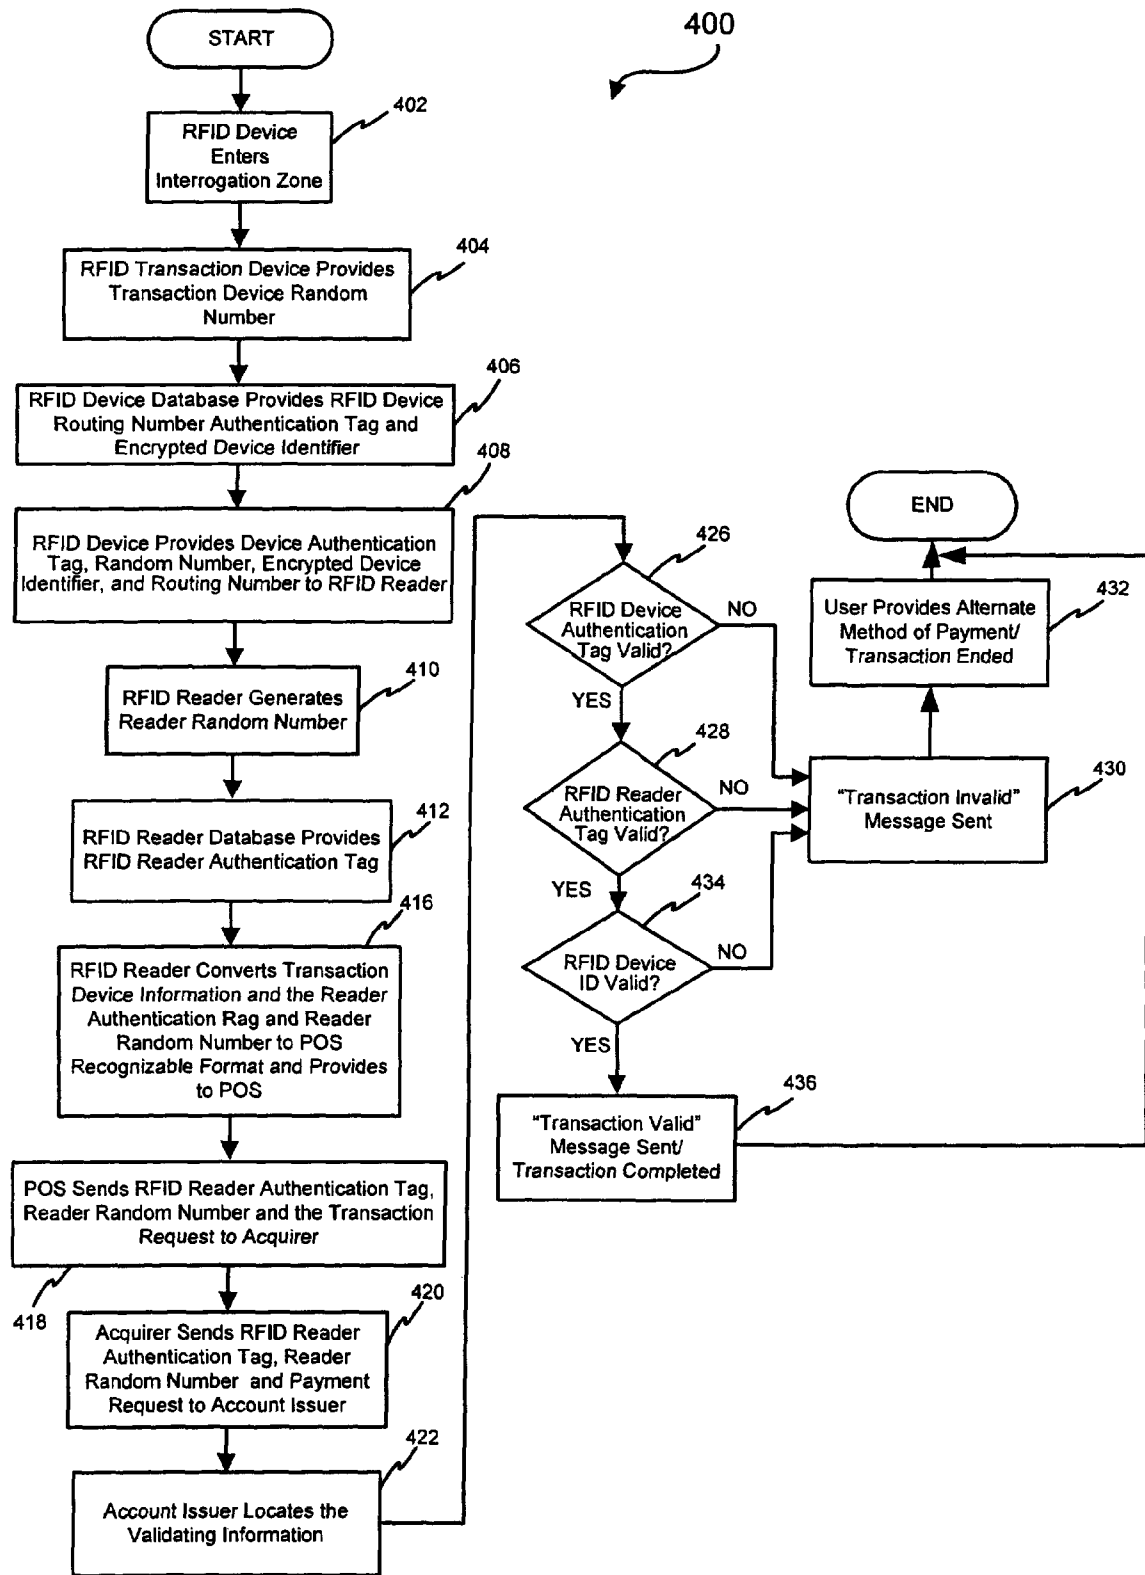 400
START
402
RFID Device
Enters
Interrogation Zone
404
RFID Transaction Device Provides
Transaction Device Random
Number
406
RFID Device Database Provides RFID Device
Routing Number Authentication Tag and
Encrypted Device Identifier
408
RFID Device Provides Device Authentication
Tag, Random Number, Encrypted Device
Identifier, and Routing Number to RFID Reader
410
RFID Reader Generates
Reader Random Number
412
RFID Reader Database Provides
RFID Reader Authentication Tag
416
RFID Reader Converts Transaction
Device Information and the Reader
Authentication Rag and Reader
Random Number to POS
Recognizable Format and Provides
to POS
POS Sends RFID Reader Authentication Tag,
Reader Random Number and the Transaction
Request to Acquirer
418
420
Acquirer Sends RFID Reader
Authentication Tag, Reader
Random Number and Payment
Request to Account Issuer
422
Account Issuer Locates the
Validating Information
426
RFID Device
Authentication
Tag Valid?
NO
YES
428
RFID Reader
Authentication
Tag Valid?
NO
YES
434
RFID Device
ID Valid?
NO
YES
436
"Transaction Valid"
Message Sent/
Transaction Completed
430
"Transaction Invalid"
Message Sent
432
User Provides Alternate
Method of Payment/
Transaction Ended
END